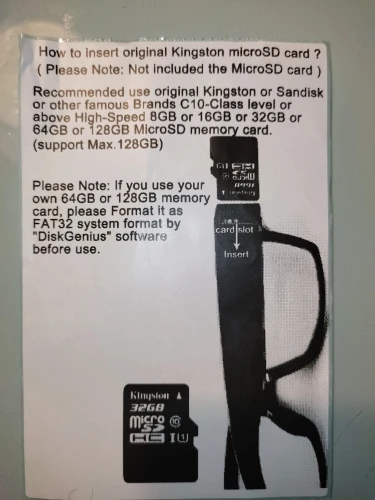 How to insert original Kingston microSD card ?
( Please Note: Not included the MicroSD card )
Recommended use original Kingston or Sandisk
or other famous Brands C10-Class level or
above High-Speed 8GB or 16GB or 32GB or
64GB or 128GB MicroSD memory card.
(support Max.128GB)
Please Note: If you use your
own 64GB or 128GB memory
card, please Format it as
FAT32 system format by
"DiskGenius" software
before use.
card slot
Insert
Kingston
32GB
micro
SD
HC I U1
10